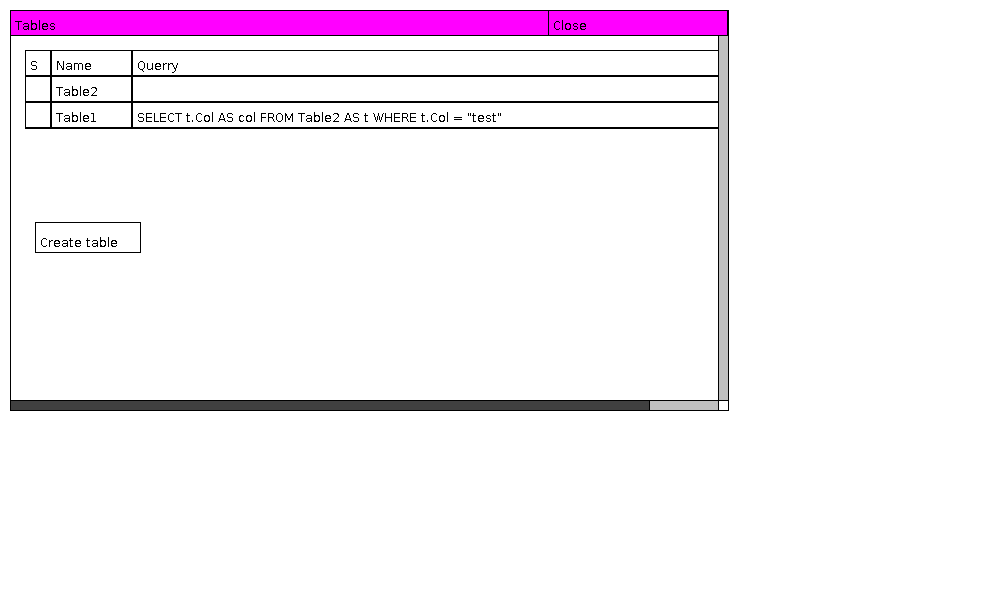 Tables Close
S Name Querry
Table2
Table1 SELECT t.Col AS col FROM Table2 AS t WHERE t.Col = "test"
Create table